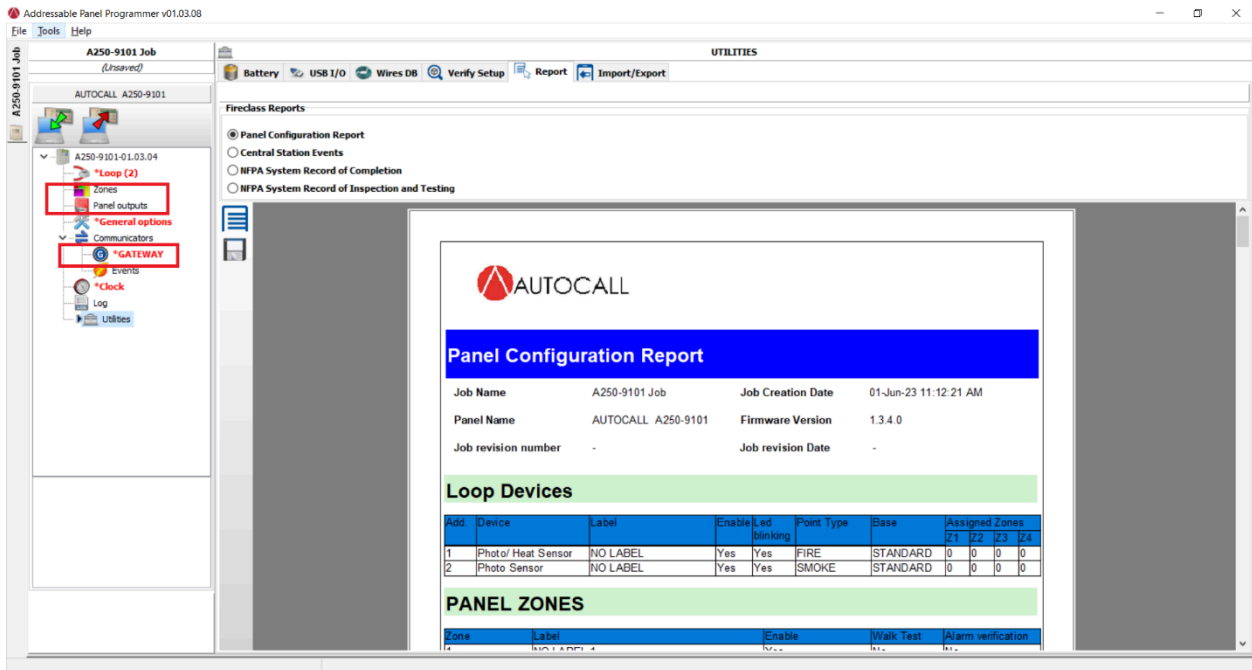 Addressable Panel Programmer v01.03.08
File Tools Help
A250-9101 Job
A250-9101 Job
(Unsaved)
AUTOCALL A250-9101
A250-9101-01.03.04
*Loop (2)
Zones
Panel outputs
*General options
Communicators
G *GATEWAY
Events
*Clock
Log
Utilities
UTILITIES
Battery USB I/O Wires DB Verify Setup Report Import/Export
Fireclass Reports
Panel Configuration Report
Central Station Events
NFPA System Record of Completion
NFPA System Record of Inspection and Testing
AUTOCALL
Panel Configuration Report
Job Name A250-9101 Job Job Creation Date 01-Jun-23 11:12:21 AM
Panel Name AUTOCALL A250-9101 Firmware Version 1.3.4.0
Job revision number - Job revision Date -
Loop Devices
Add. Device Label Enable Led blinking Point Type Base Assigned Zones
Z1 Z2 Z3 Z4
1 Photo/ Heat Sensor NO LABEL Yes Yes FIRE STANDARD 0 0 0 0
2 Photo Sensor NO LABEL Yes Yes SMOKE STANDARD 0 0 0 0
PANEL ZONES
Zone Label Enable Walk Test Alarm verification